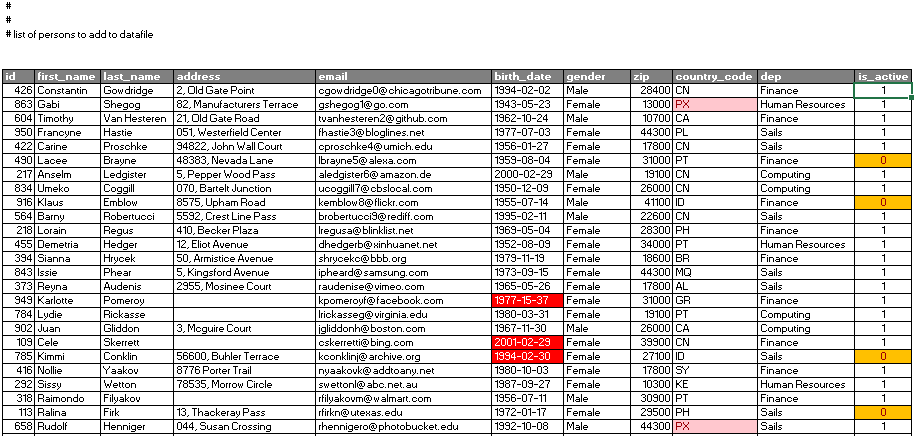 #
#
# list of persons to add to datafile
id first_name last_name address email birth_date gender zip country_code dep is_active
426 Constantin Gowdridge 2, Old Gate Point cgowdridge0@chicagotribune.com 1994-02-02 Male 28400 CN Finance 1
863 Gabi Shegog 82, Manufacturers Terrace gshegog1@go.com 1943-05-23 Female 13000 PX Human Resources 1
604 Timothy Van Hesteren 21, Old Gate Road tvanhesteren2@github.com 1962-10-24 Male 10700 CA Finance 1
950 Francyne Hastie 051, Westerfield Center fhastie3@bloglines.net 1977-07-03 Female 44300 PL Sails 1
422 Carine Proschke 94822, John Wall Court cproschke4@umich.edu 1956-01-27 Female 17800 CN Sails 1
490 Lacee Brayne 48383, Nevada Lane lbrayne5@alexa.com 1959-08-04 Female 31000 PT Finance 0
217 Anselm Ledgister 5, Pepper Wood Pass aledgister6@amazon.de 2000-02-29 Male 19100 CN Computing 1
834 Umeko Coggill 070, Bartelt Junction ucoggill7@cbslocal.com 1950-12-09 Female 26000 CN Computing 1
916 Klaus Emblow 8575, Upham Road kemblow8@flickr.com 1955-07-14 Male 41100 ID Finance 0
564 Barny Robertucci 5592, Crest Line Pass brobertucci9@rediff.com 1995-02-11 Male 22600 CN Sails 1
218 Lorain Regus 410, Becker Plaza lregusa@blinklist.net 1969-05-04 Female 28300 PH Sails 1
455 Demetria Hedger 12, Eliot Avenue dhedgerb@xinhuanet.net 1952-08-09 Female 34000 PT Human Resources 1
394 Sianna Hrycek 50, Armistice Avenue shrycekc@bbb.org 1979-11-19 Female 18600 BR Finance 1
843 Issie Phear 5, Kingsford Avenue ipheard@samsung.com 1973-09-15 Female 44300 MQ Sails 1
373 Reyna Audenis 2955, Mosinee Court raudenise@vimeo.com 1965-05-26 Female 17800 AL Sails 1
949 Karlotte Pomeroy kpomeroyf@facebook.com 1977-15-37 Female 31000 GR Finance 1
784 Lydie Rickasse lrickasseg@virginia.edu 1980-03-31 Female 19100 PT Computing 1
902 Juan Gliddon 3, Mcguire Court jgliddonh@boston.com 1967-11-30 Male 26000 CA Computing 1
109 Cele Skerrett cskerretti@bing.com 2001-02-29 Female 39900 CN Finance 1
785 Kimmi Conklin 56600, Buhler Terrace kconklinj@archive.org 1994-02-30 Female 27100 ID Sails 0
416 Nollie Yaakov 8776 Porter Trail nyaakovk@addtoany.net 1980-10-03 Female 17800 SY Finance 1
292 Sissy Wetton 78535, Morrow Circle swettonl@abc.net.au 1987-09-27 Female 10300 KE Human Resources 1
318 Raimondo Filyakov rfilyakovm@walmart.com 1956-07-11 Male 30900 PT Finance 1
113 Ralina Firk 13, Thackeray Pass rfirkn@utexas.edu 1972-01-17 Female 29500 PH Sails 0
658 Rudolf Henniger 044, Susan Crossing rhennigero@photobucket.edu 1992-10-08 Male 44300 PX Sails 1